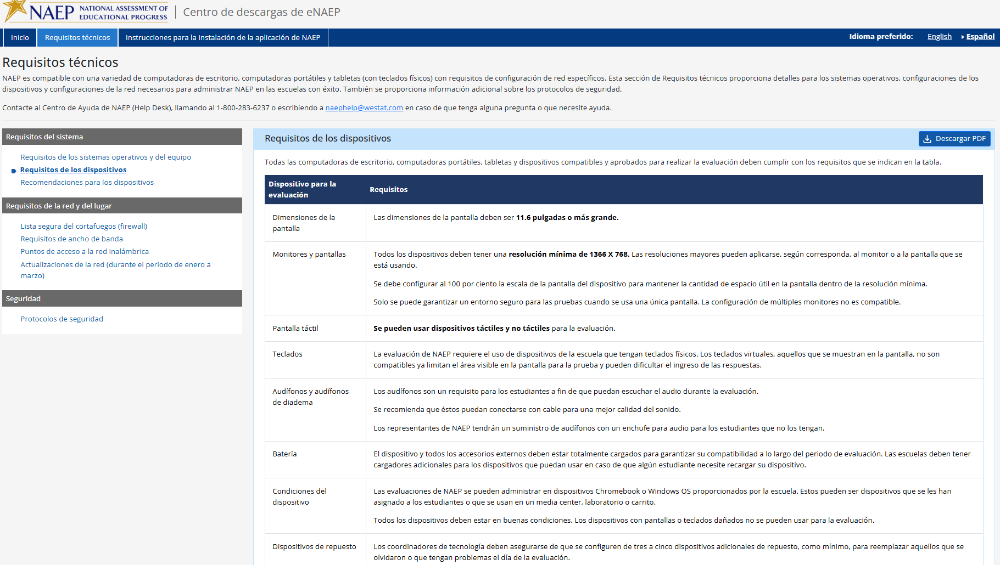 NAEP NATIONAL ASSESSMENT OF
EDUCATIONAL PROGRESS
Centro de descargas de eNAEP
Inicio
Requisitos técnicos
Instrucciones para la instalación de la aplicación de NAEP
Idioma preferido:
English
Español
Requisitos técnicos
NAEP es compatible con una variedad de computadoras de escritorio, computadoras portátiles y tabletas (con teclados físicos) con requisitos de configuración de red específicos. Esta sección de Requisitos técnicos proporciona detalles para los sistemas operativos, configuraciones de los
dispositivos y configuraciones de la red necesarios para administrar NAEP en las escuelas con éxito. También se proporciona información adicional sobre los protocolos de seguridad.
Contacte al Centro de Ayuda de NAEP (Help Desk), llamando al 1-800-283-6237 o escribiendo a naephelp@westat.com en caso de que tenga alguna pregunta o que necesite ayuda.
Requisitos del sistema
Requisitos de los sistemas operativos y del equipo
Requisitos de los dispositivos
Recomendaciones para los dispositivos
Requisitos de la red y del lugar
Lista segura del cortafuegos (firewall)
Requisitos de ancho de banda
Puntos de acceso a la red inalámbrica
Actualizaciones de la red (durante el periodo de enero a
marzo)
Seguridad
Protocolos de seguridad
Requisitos de los dispositivos
Descargar PDF
Todas las computadoras de escritorio, computadoras portátiles, tabletas y dispositivos compatibles y aprobados para realizar la evaluación deben cumplir con los requisitos que se indican en la tabla.
Dispositivo para la
evaluación
Requisitos
Dimensiones de la
pantalla
Las dimensiones de la pantalla deben ser 11.6 pulgadas o más grande.
Monitores y pantallas
Todos los dispositivos deben tener una resolución mínima de 1366 X 768. Las resoluciones mayores pueden aplicarse, según corresponda, al monitor o a la pantalla que se
está usando.
Se debe configurar al 100 por ciento la escala de la pantalla del dispositivo para mantener la cantidad de espacio útil en la pantalla dentro de la resolución mínima.
Solo se puede garantizar un entorno seguro para las pruebas cuando se usa una única pantalla. La configuración de múltiples monitores no es compatible.
Pantalla táctil
Se pueden usar dispositivos táctiles y no táctiles para la evaluación.
Teclados
La evaluación de NAEP requiere el uso de dispositivos de la escuela que tengan teclados físicos. Los teclados virtuales, aquellos que se muestran en la pantalla, no son
compatibles ya limitan el área visible en la pantalla para la prueba y pueden dificultar el ingreso de las respuestas.
Audífonos y audífonos
de diadema
Los audífonos son un requisito para los estudiantes a fin de que puedan escuchar el audio durante la evaluación.
Se recomienda que éstos puedan conectarse con cable para una mejor calidad del sonido.
Los representantes de NAEP tendrán un suministro de audífonos con un enchufe para audio para los estudiantes que no los tengan.
Batería
El dispositivo y todos los accesorios externos deben estar totalmente cargados para garantizar su compatibilidad a lo largo del periodo de evaluación. Las escuelas deben tener
cargadores adicionales para los dispositivos que puedan usar en caso de que algún estudiante necesite recargar su dispositivo.
Condiciones del
dispositivo
Las evaluaciones de NAEP se pueden administrar en dispositivos Chromebook o Windows OS proporcionados por la escuela. Estos pueden ser dispositivos que se les han
asignado a los estudiantes o que se usan en un media center, laboratorio o carrito.
Todos los dispositivos deben estar en buenas condiciones. Los dispositivos con pantallas o teclados dañados no se pueden usar para la evaluación.
Dispositivos de repuesto
Los coordinadores de tecnología deben asegurarse de que se configuren de tres a cinco dispositivos adicionales de repuesto, como mínimo, para reemplazar aquellos que se
olvidaron o que tengan problemas el día de la evaluación.